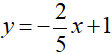 y = −2/5 x + 1